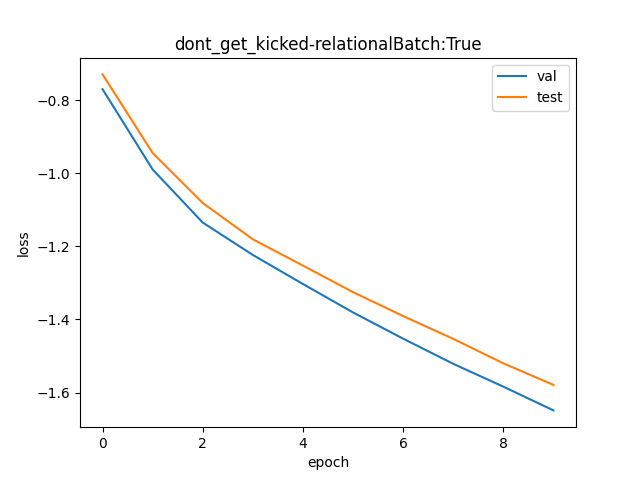 dont_get_kicked-relationalBatch:True
val
test
−0.8
−1.0
−1.2
−1.4
−1.6
loss
0
2
4
6
8
epoch